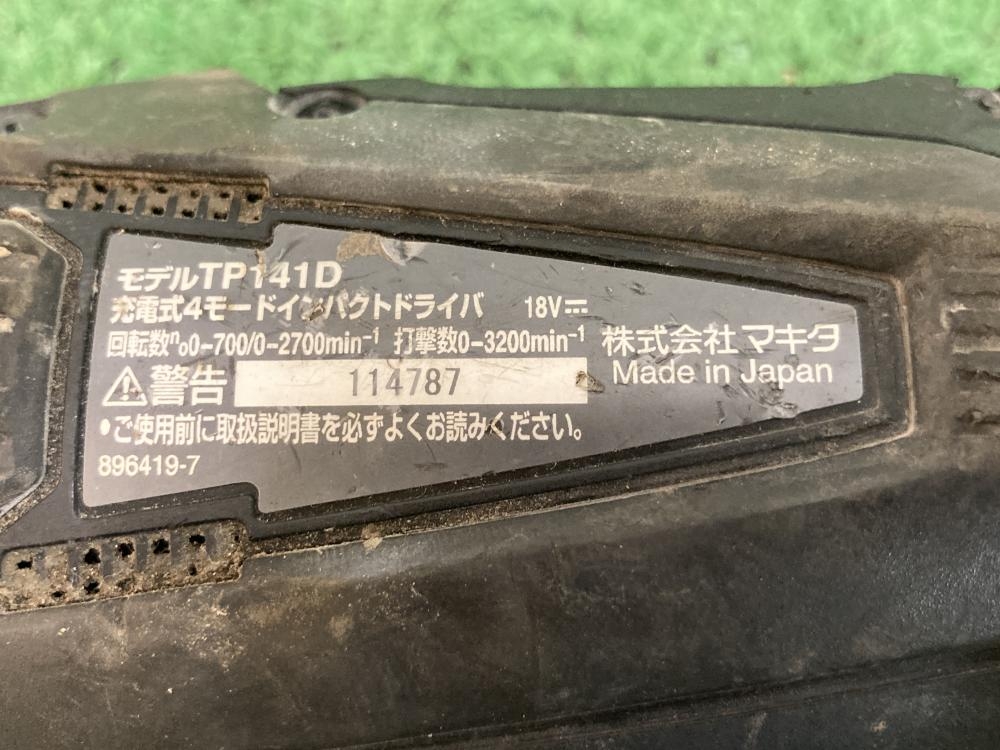 モデルTP141D
充電式4モードインパクトドライバ 18V⎓
回転数n₀0-700/0-2700min⁻¹ 打撃数0-3200min⁻¹
株式会社マキタ
Made in Japan
⚠警告 114787
•ご使用前に取扱説明書を必ずよくお読みください。
896419-7